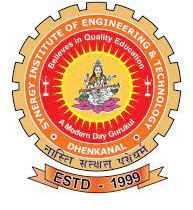 SYNERGY INSTITUTE OF ENGINEERING & TECHNOLOGY
Believes in Quality Education
A Modern Day Gurukul
DHENKANAL
नास्ति सत्यात् परोधर्मः
ESTD - 1999